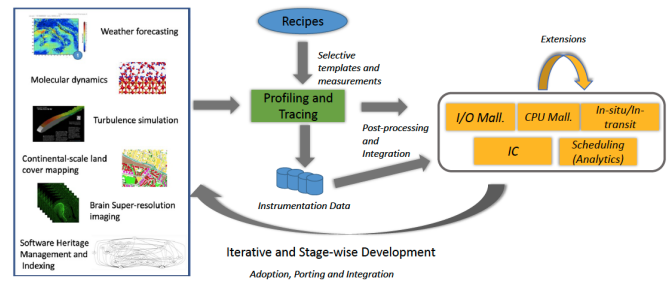 Weather forecasting
Molecular dynamics
Turbulence simulation
Continental-scale land
cover mapping
Brain Super-resolution
imaging
Software Heritage
Management and
Indexing
Recipes
Selective
templates and
measurements
Profiling and
Tracing
Post-processing
and
Integration
Instrumentation Data
Extensions
I/O Mall.
CPU Mall.
In-situ/In-
transit
IC
Scheduling
(Analytics)
Iterative and Stage-wise Development
Adoption, Porting and Integration